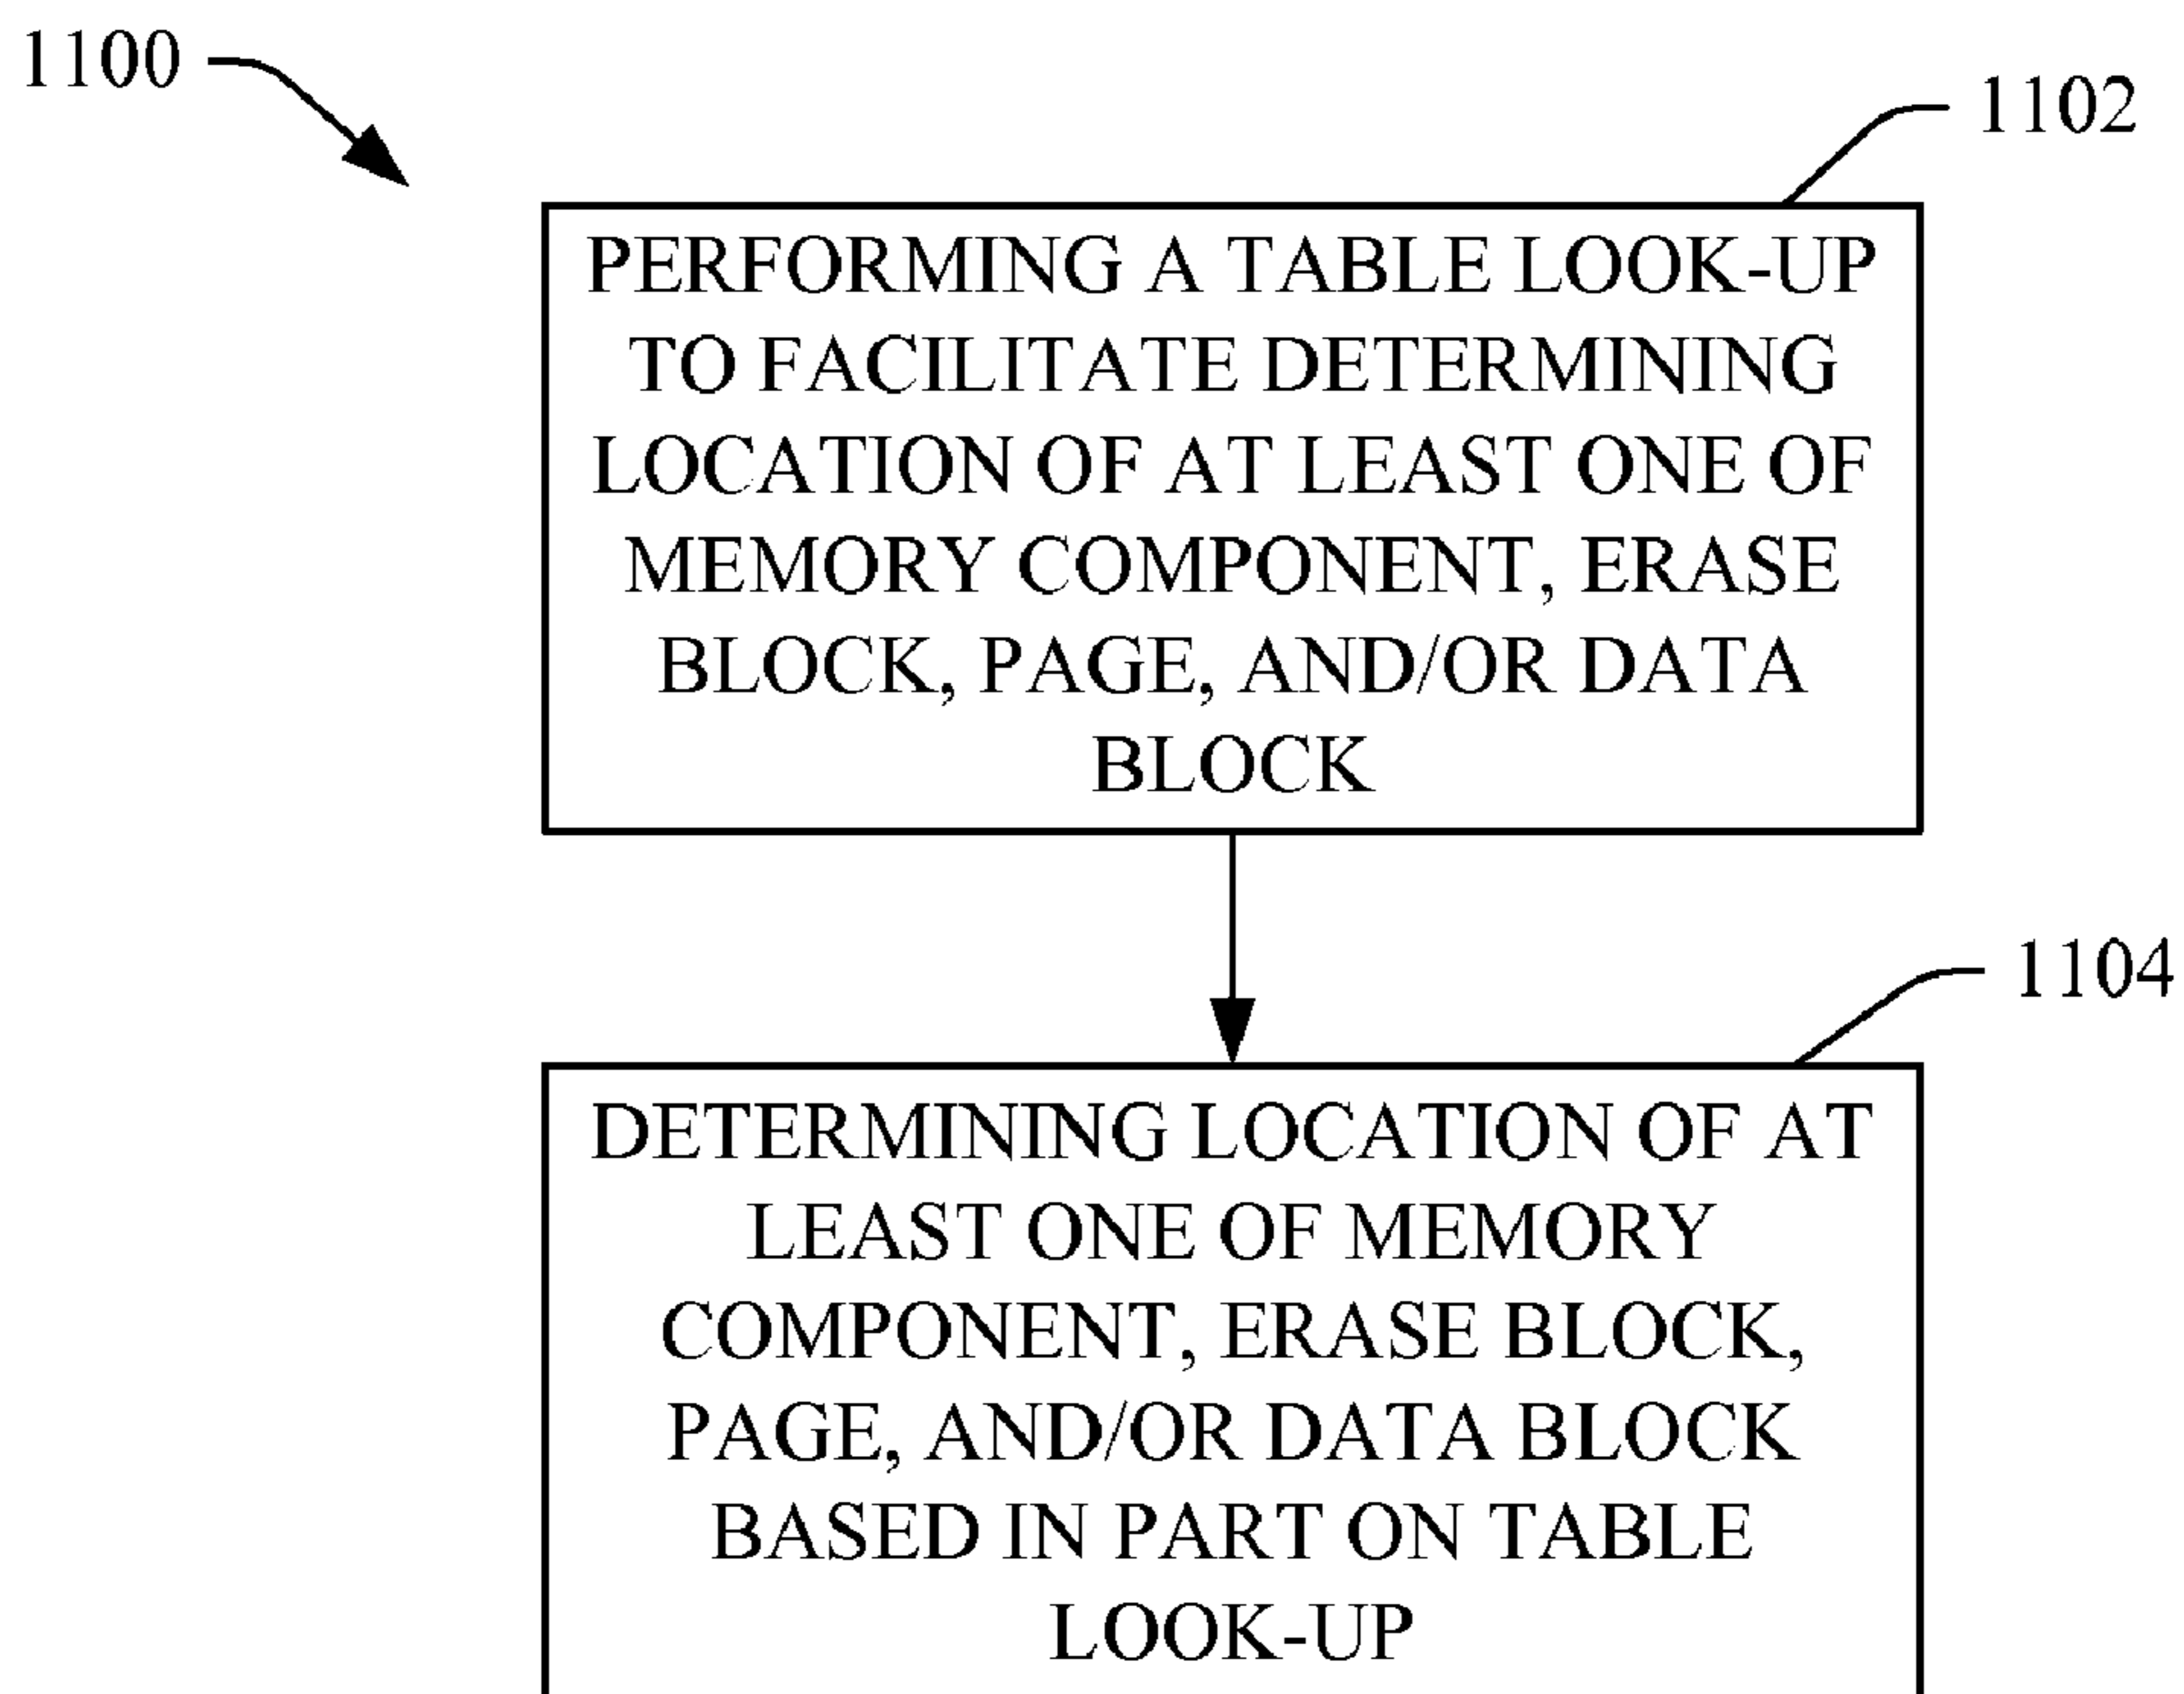 1100
1102
PERFORMING A TABLE LOOK-UP
TO FACILITATE DETERMINING
LOCATION OF AT LEAST ONE OF
MEMORY COMPONENT, ERASE
BLOCK, PAGE, AND/OR DATA
BLOCK
1104
DETERMINING LOCATION OF AT
LEAST ONE OF MEMORY
COMPONENT, ERASE BLOCK,
PAGE, AND/OR DATA BLOCK
BASED IN PART ON TABLE
LOOK-UP